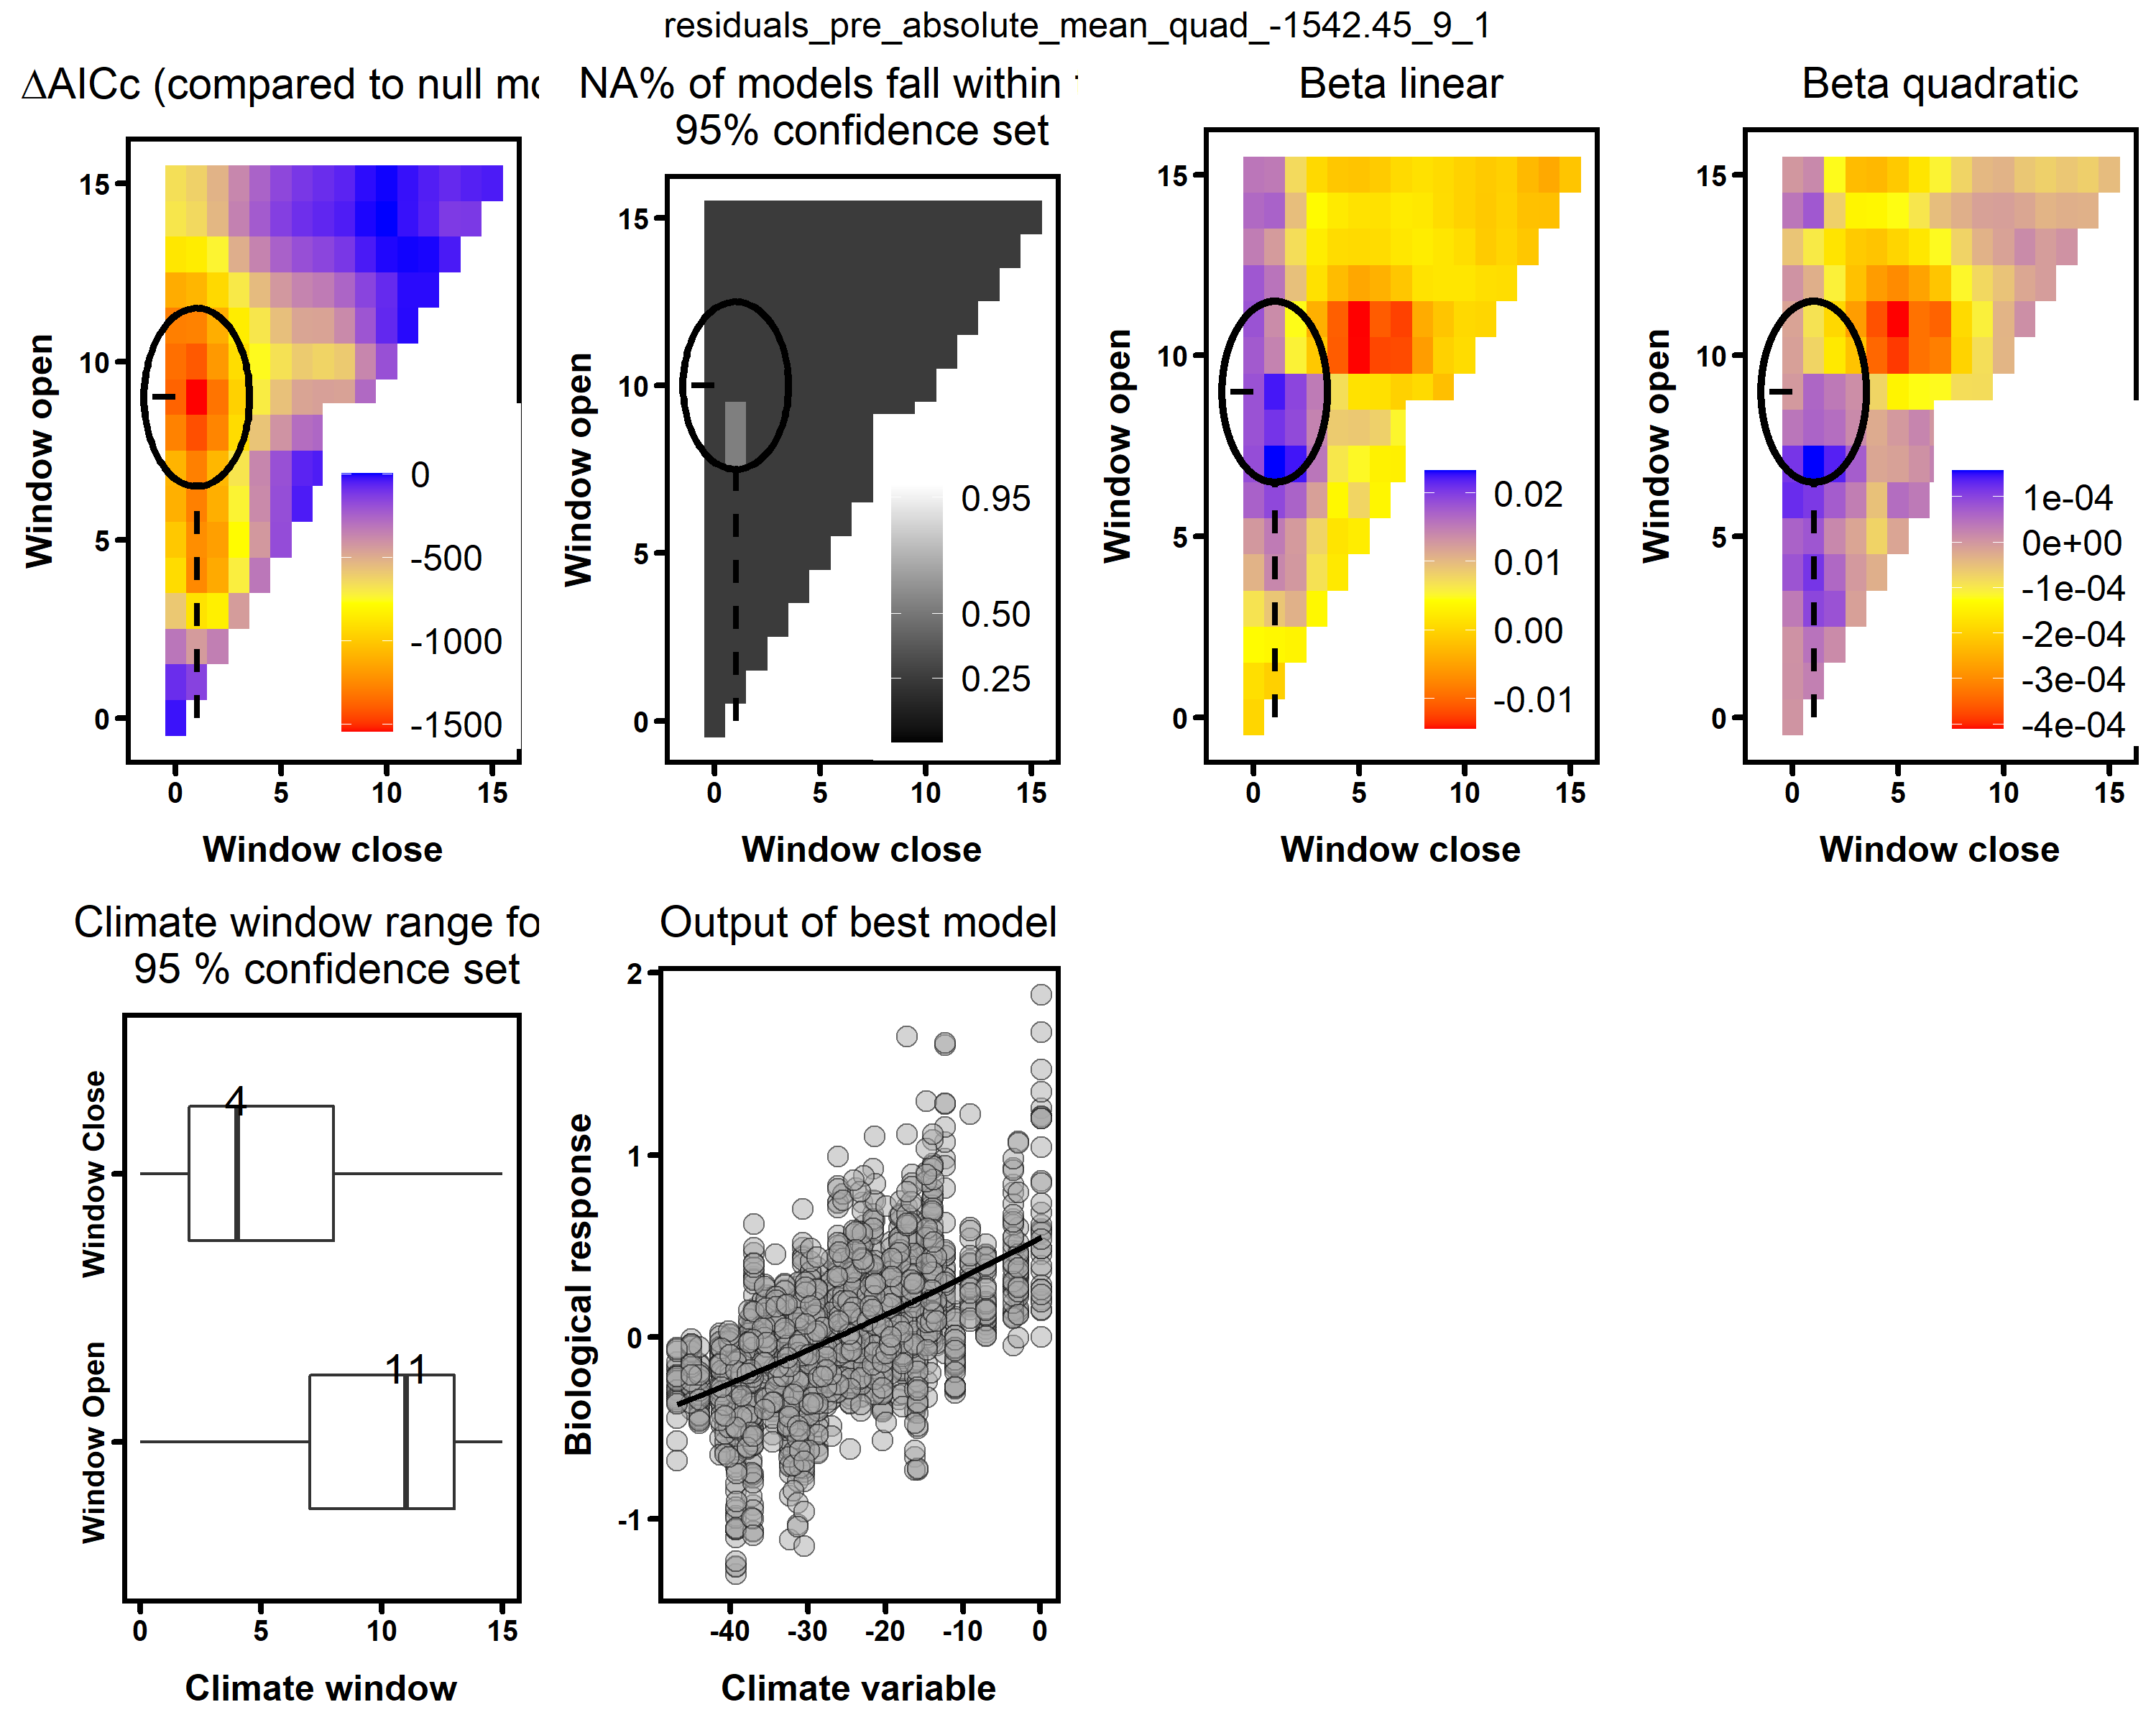 residuals_pre_absolute_mean_quad_-1542.45_9_1
ΔAICc (compared to null mo
Window open
15
10
5
0
0
-500
-1000
-1500
0 5 10 15
Window close
NA% of models fall within
95% confidence set
Window open
15
10
5
0
0.95
0.50
0.25
0 5 10 15
Window close
Beta linear
Window open
15
10
5
0
0.02
0.01
0.00
-0.01
0 5 10 15
Window close
Beta quadratic
Window open
15
10
5
0
1e-04
0e+00
-1e-04
-2e-04
-3e-04
-4e-04
0 5 10 15
Window close
Climate window range fo
95 % confidence set
Window Close
4
Window Open
11
0 5 10 15
Climate window
Output of best model
Biological response
2
1
0
-1
-40 -30 -20 -10 0
Climate variable